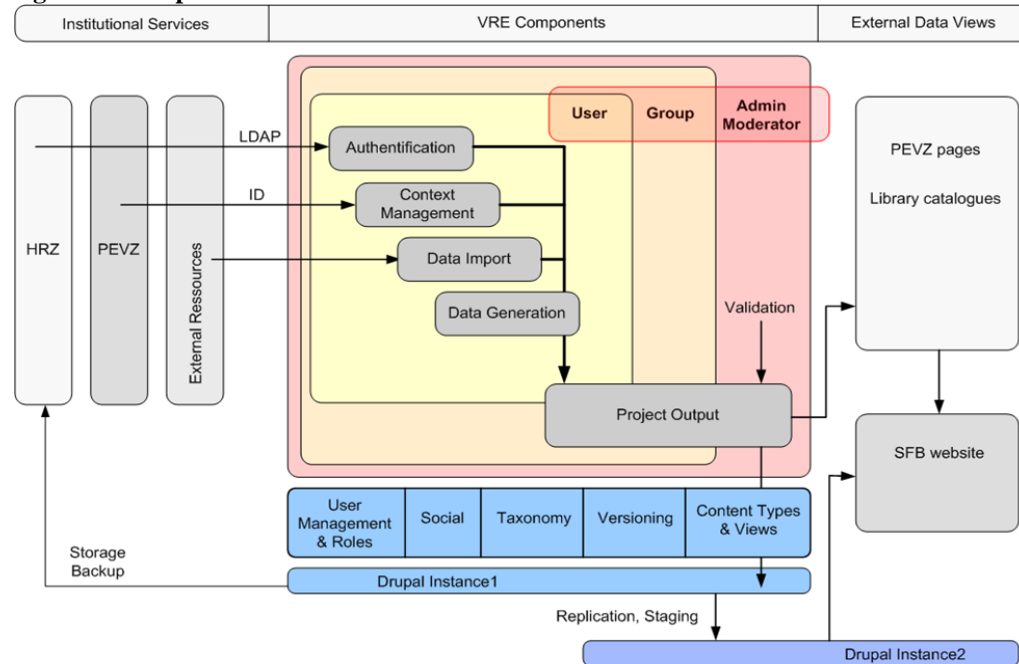 Institutional Services
VRE Components
External Data Views
User
Group
Admin
Moderator
LDAP
Authentification
ID
Context
Management
HRZ
PEVZ
External Ressources
Data Import
Data Generation
Validation
Project Output
PEVZ pages
Library catalogues
SFB website
User
Management
& Roles
Social
Taxonomy
Versioning
Content Types
& Views
Storage
Backup
Drupal Instance1
Replication, Staging
Drupal Instance2